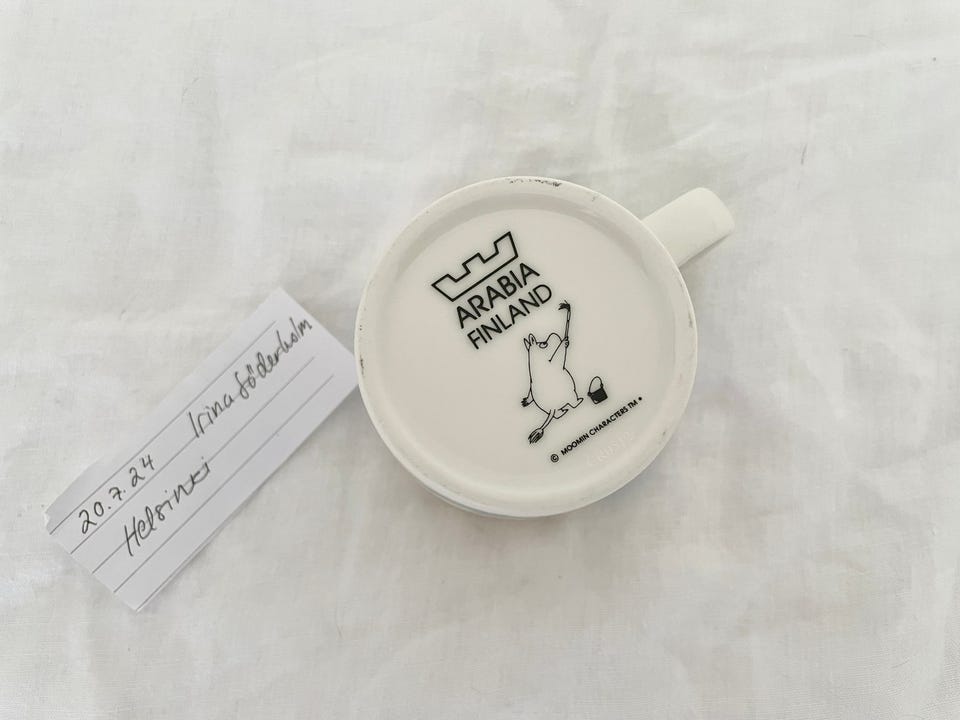 ARABIA
FINLAND
© MOOMIN CHARACTERS TM
20.7.24 Irina Söderholm
Helsinki